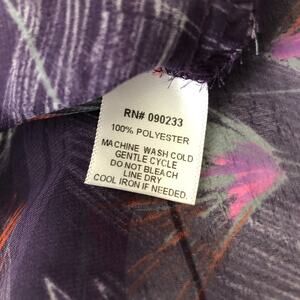 RN# 090233
100% POLYESTER
MACHINE WASH COLD
GENTLE CYCLE
DO NOT BLEACH
LINE DRY
COOL IRON IF NEEDED.